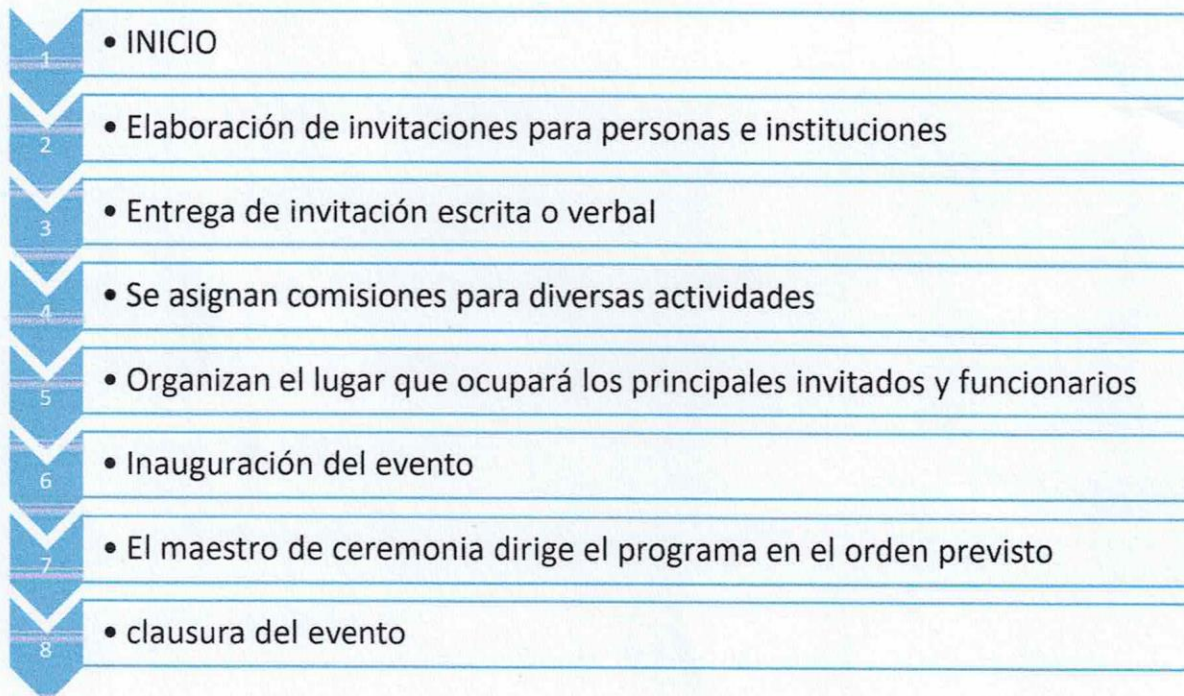 1
• INICIO
2
• Elaboración de invitaciones para personas e instituciones
3
• Entrega de invitación escrita o verbal
4
• Se asignan comisiones para diversas actividades
5
• Organizan el lugar que ocupará los principales invitados y funcionarios
6
• Inauguración del evento
7
• El maestro de ceremonia dirige el programa en el orden previsto
8
• clausura del evento